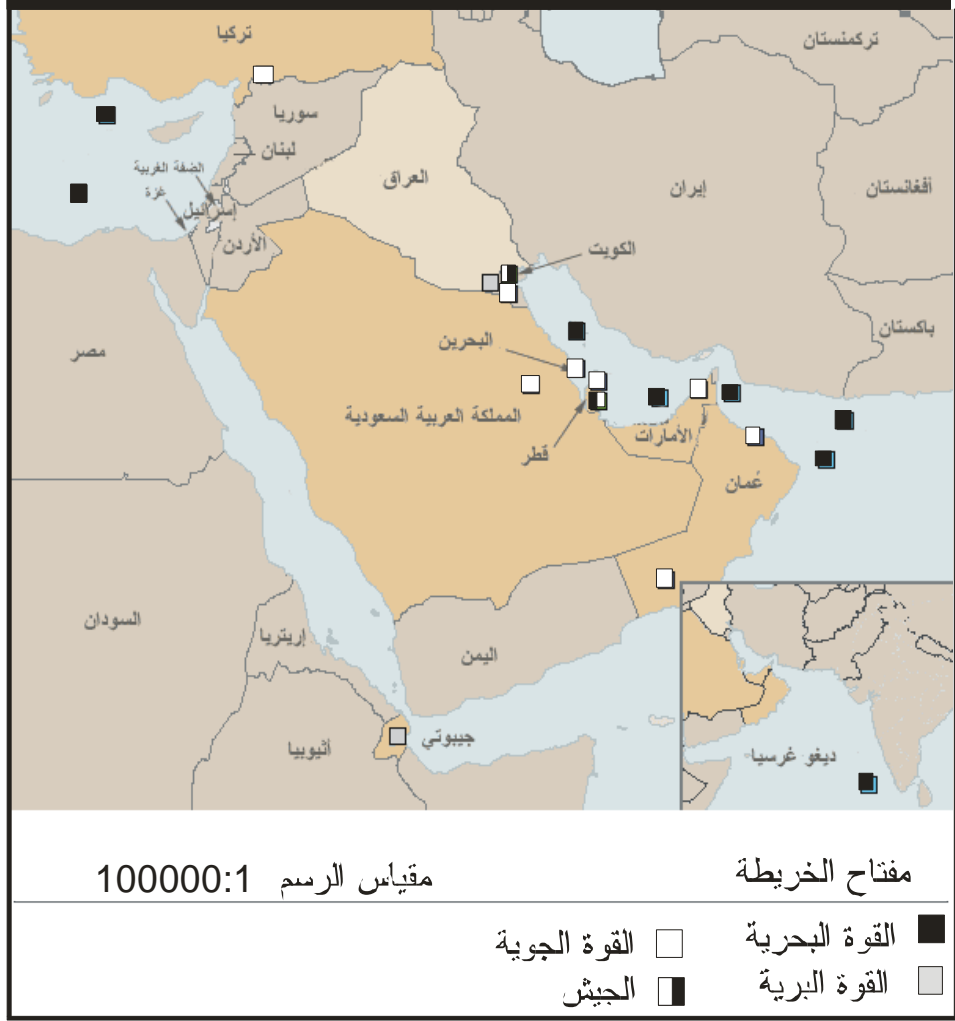 تركيا
تركمنستان
سوريا
لبنان
الضفة الغربية
غزة
إسرائيل
الأردن
العراق
إيران
أفغانستان
الكويت
باكستان
مصر
البحرين
المملكة العربية السعودية
الأمارات
قطر
عُمان
السودان
إريتريا
اليمن
أثيوبيا
جيبوتي
ديغو غرسيا
مفتاح الخريطة
مقياس الرسم 100000:1
القوة البحرية
القوة الجوية
القوة البرية
الجيش